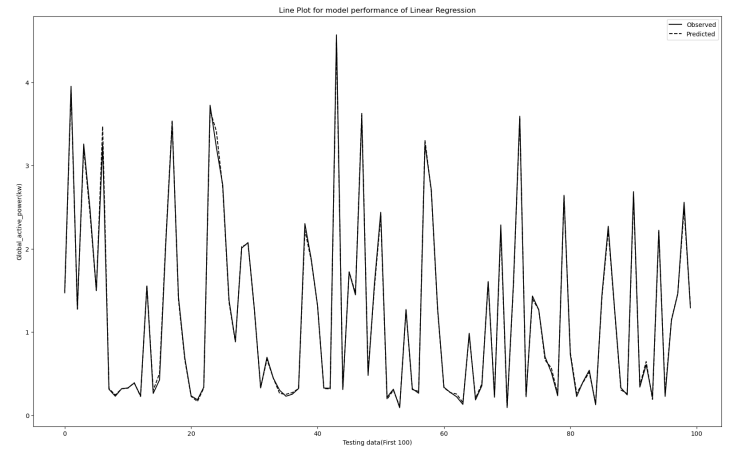 Line Plot for model performance of Linear Regression
Observed
Predicted
Global_active_power(kw)
4
3
2
1
0
0 20 40 60 80 100
Testing data(First 100)